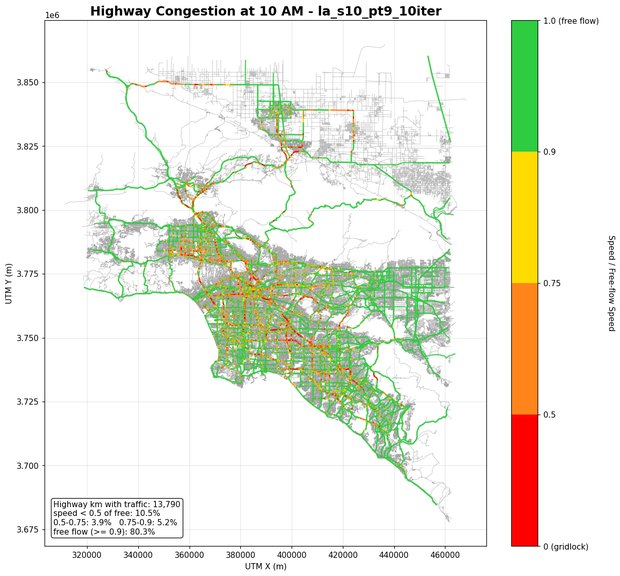 Highway Congestion at 10 AM - la_s10_pt9_10iter
1e6
3.850
3.825
3.800
3.775
3.750
3.725
3.700
3.675
UTM Y (m)
Highway km with traffic: 13,790
speed < 0.5 of free: 10.5%
0.5-0.75: 3.9%   0.75-0.9: 5.2%
free flow (>= 0.9): 80.3%
320000 340000 360000 380000 400000 420000 440000 460000
UTM X (m)
1.0 (free flow)
0.9
0.75
0.5
0 (gridlock)
Speed / Free-flow Speed